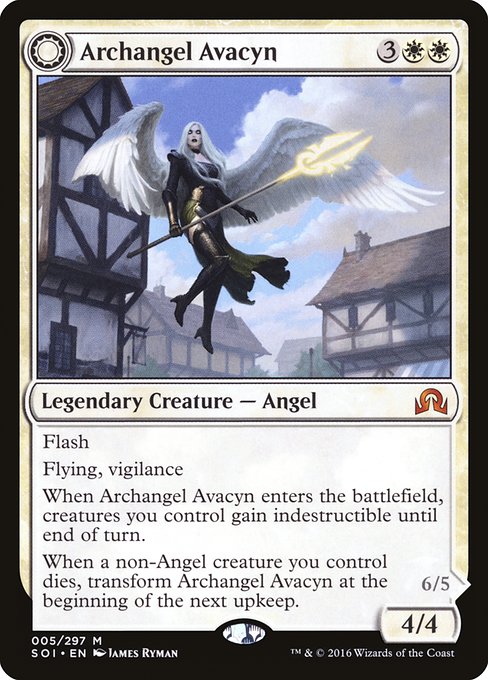 Archangel Avacyn 3
Legendary Creature — Angel
Flash
Flying, vigilance
When Archangel Avacyn enters the battlefield,
creatures you control gain indestructible until
end of turn.
When a non-Angel creature you control
dies, transform Archangel Avacyn at the
beginning of the next upkeep.
6/5
4/4
005/297 M
SOI • EN JAMES RYMAN
™ & © 2016 Wizards of the Coast